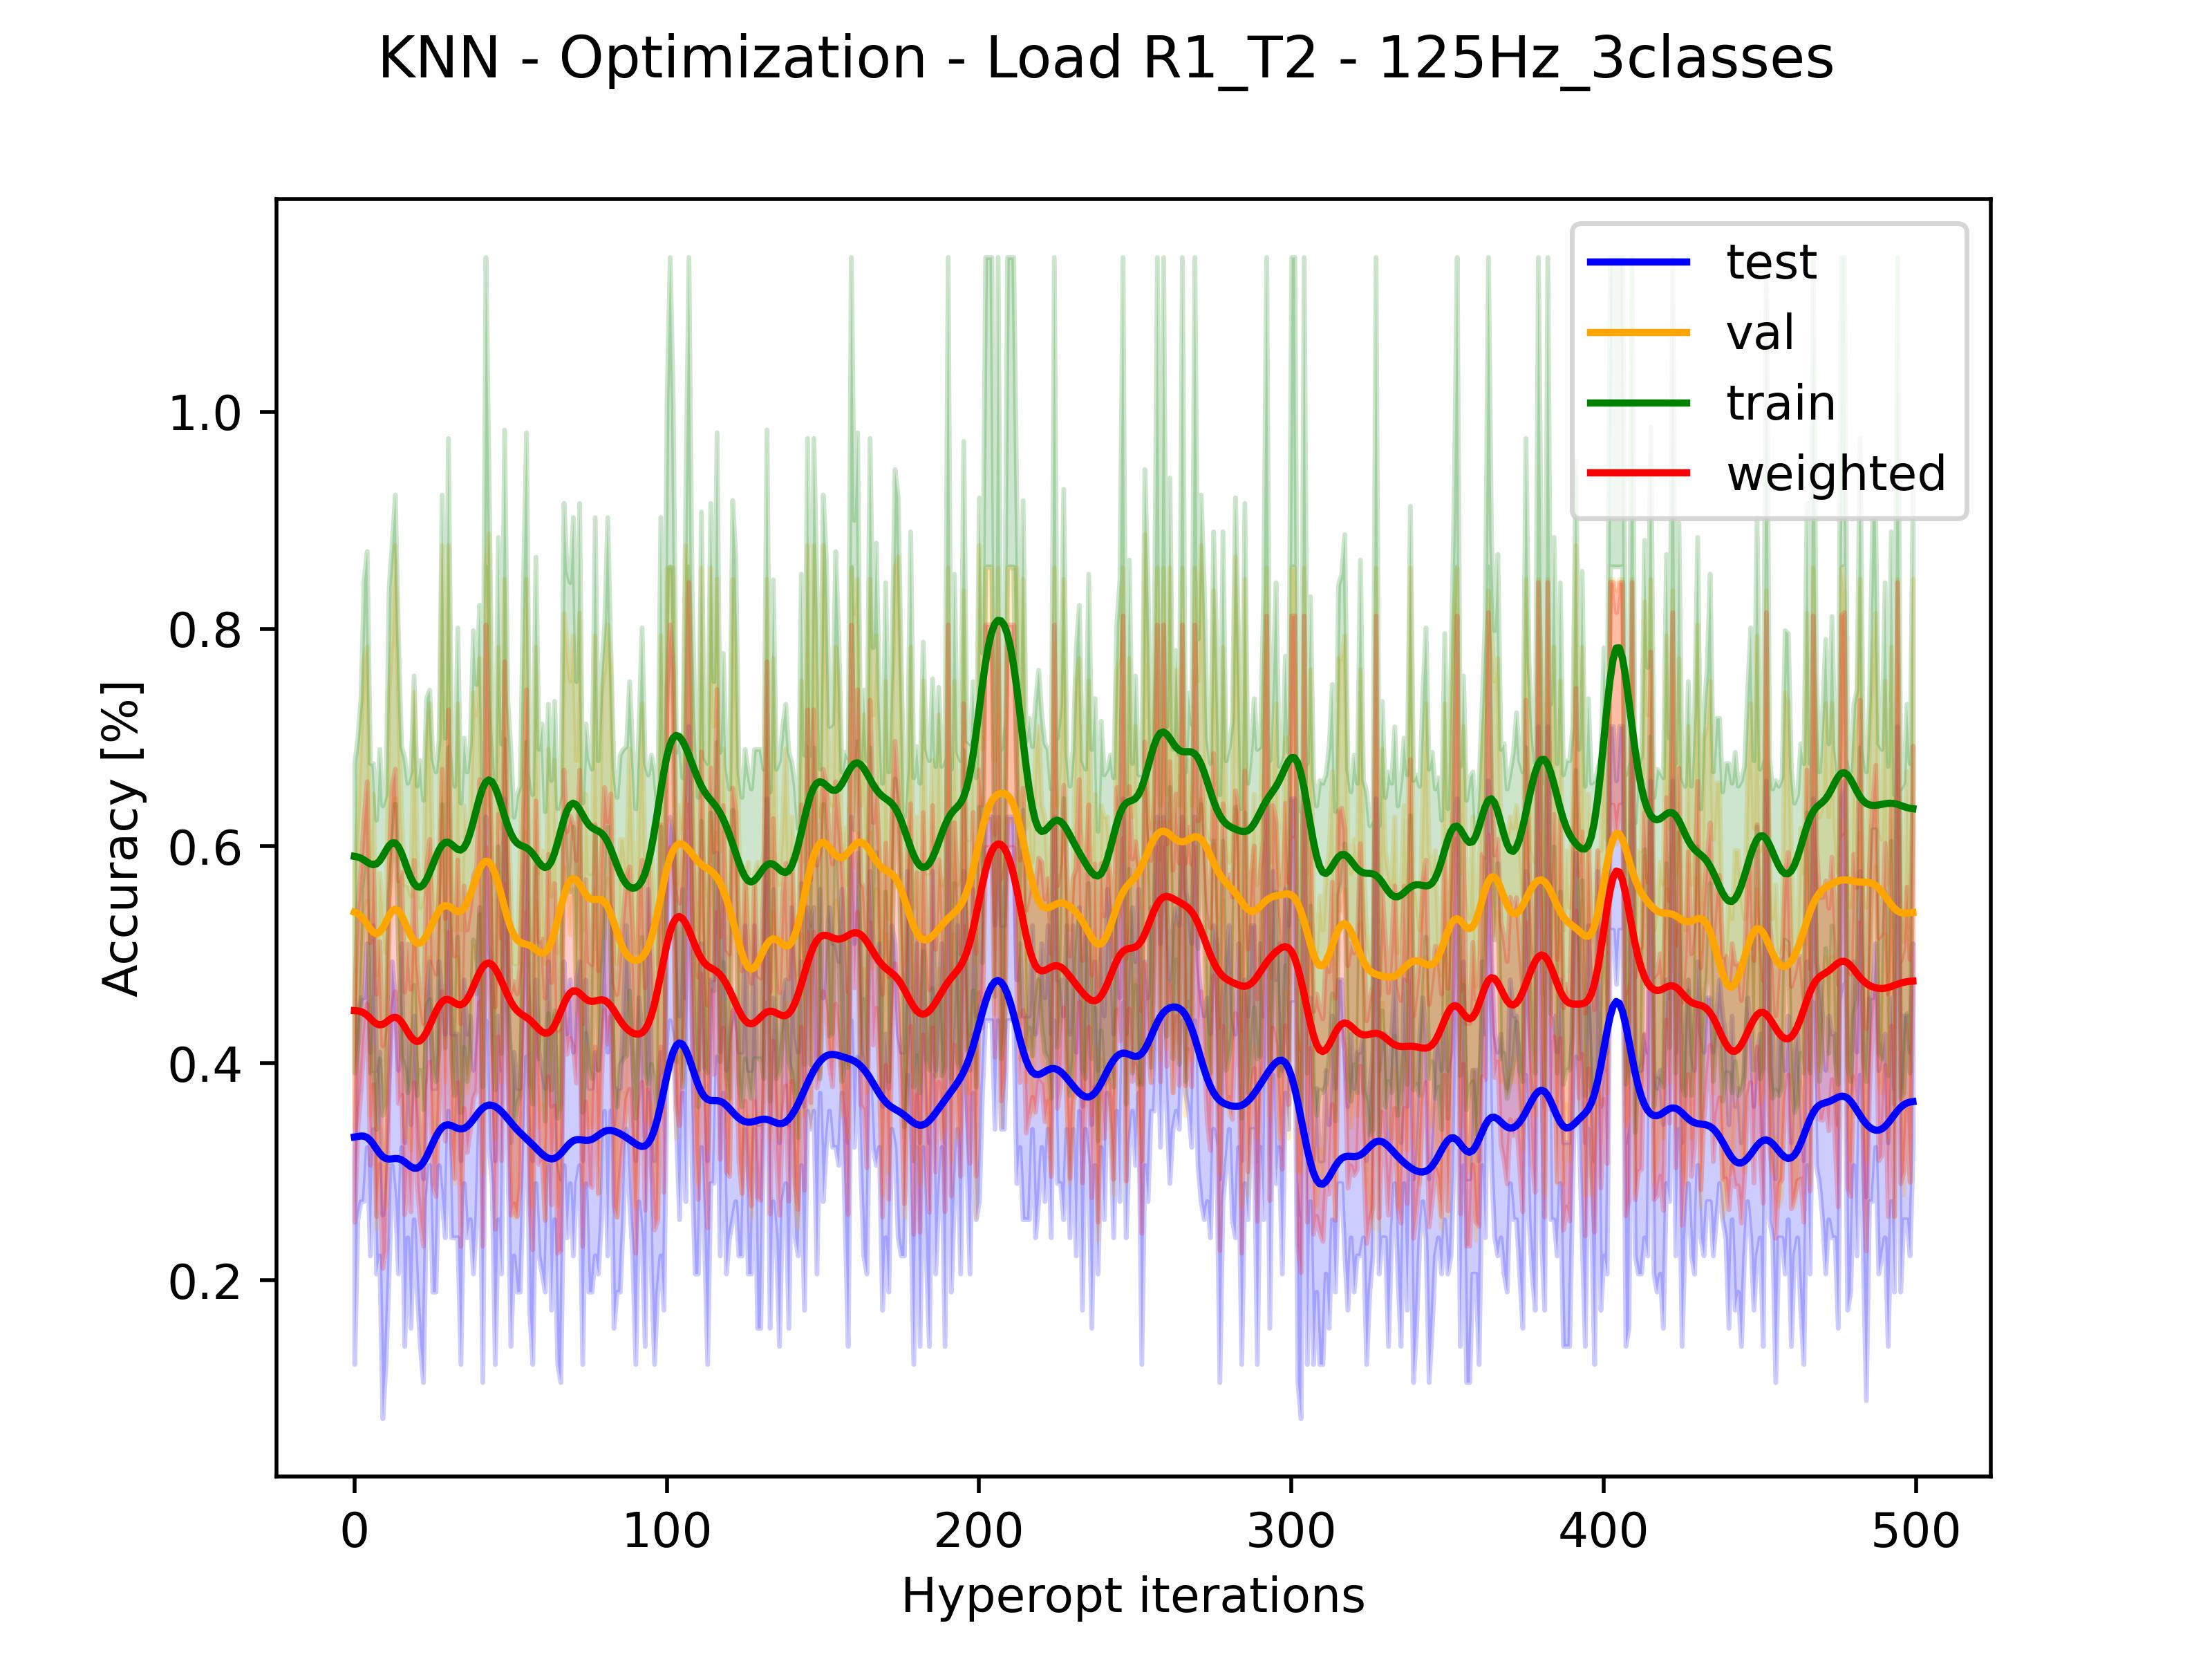 KNN - Optimization - Load R1_T2 - 125Hz_3classes
test
val
train
weighted
1.0
0.8
0.6
0.4
0.2
Accuracy [%]
0 100 200 300 400 500
Hyperopt iterations